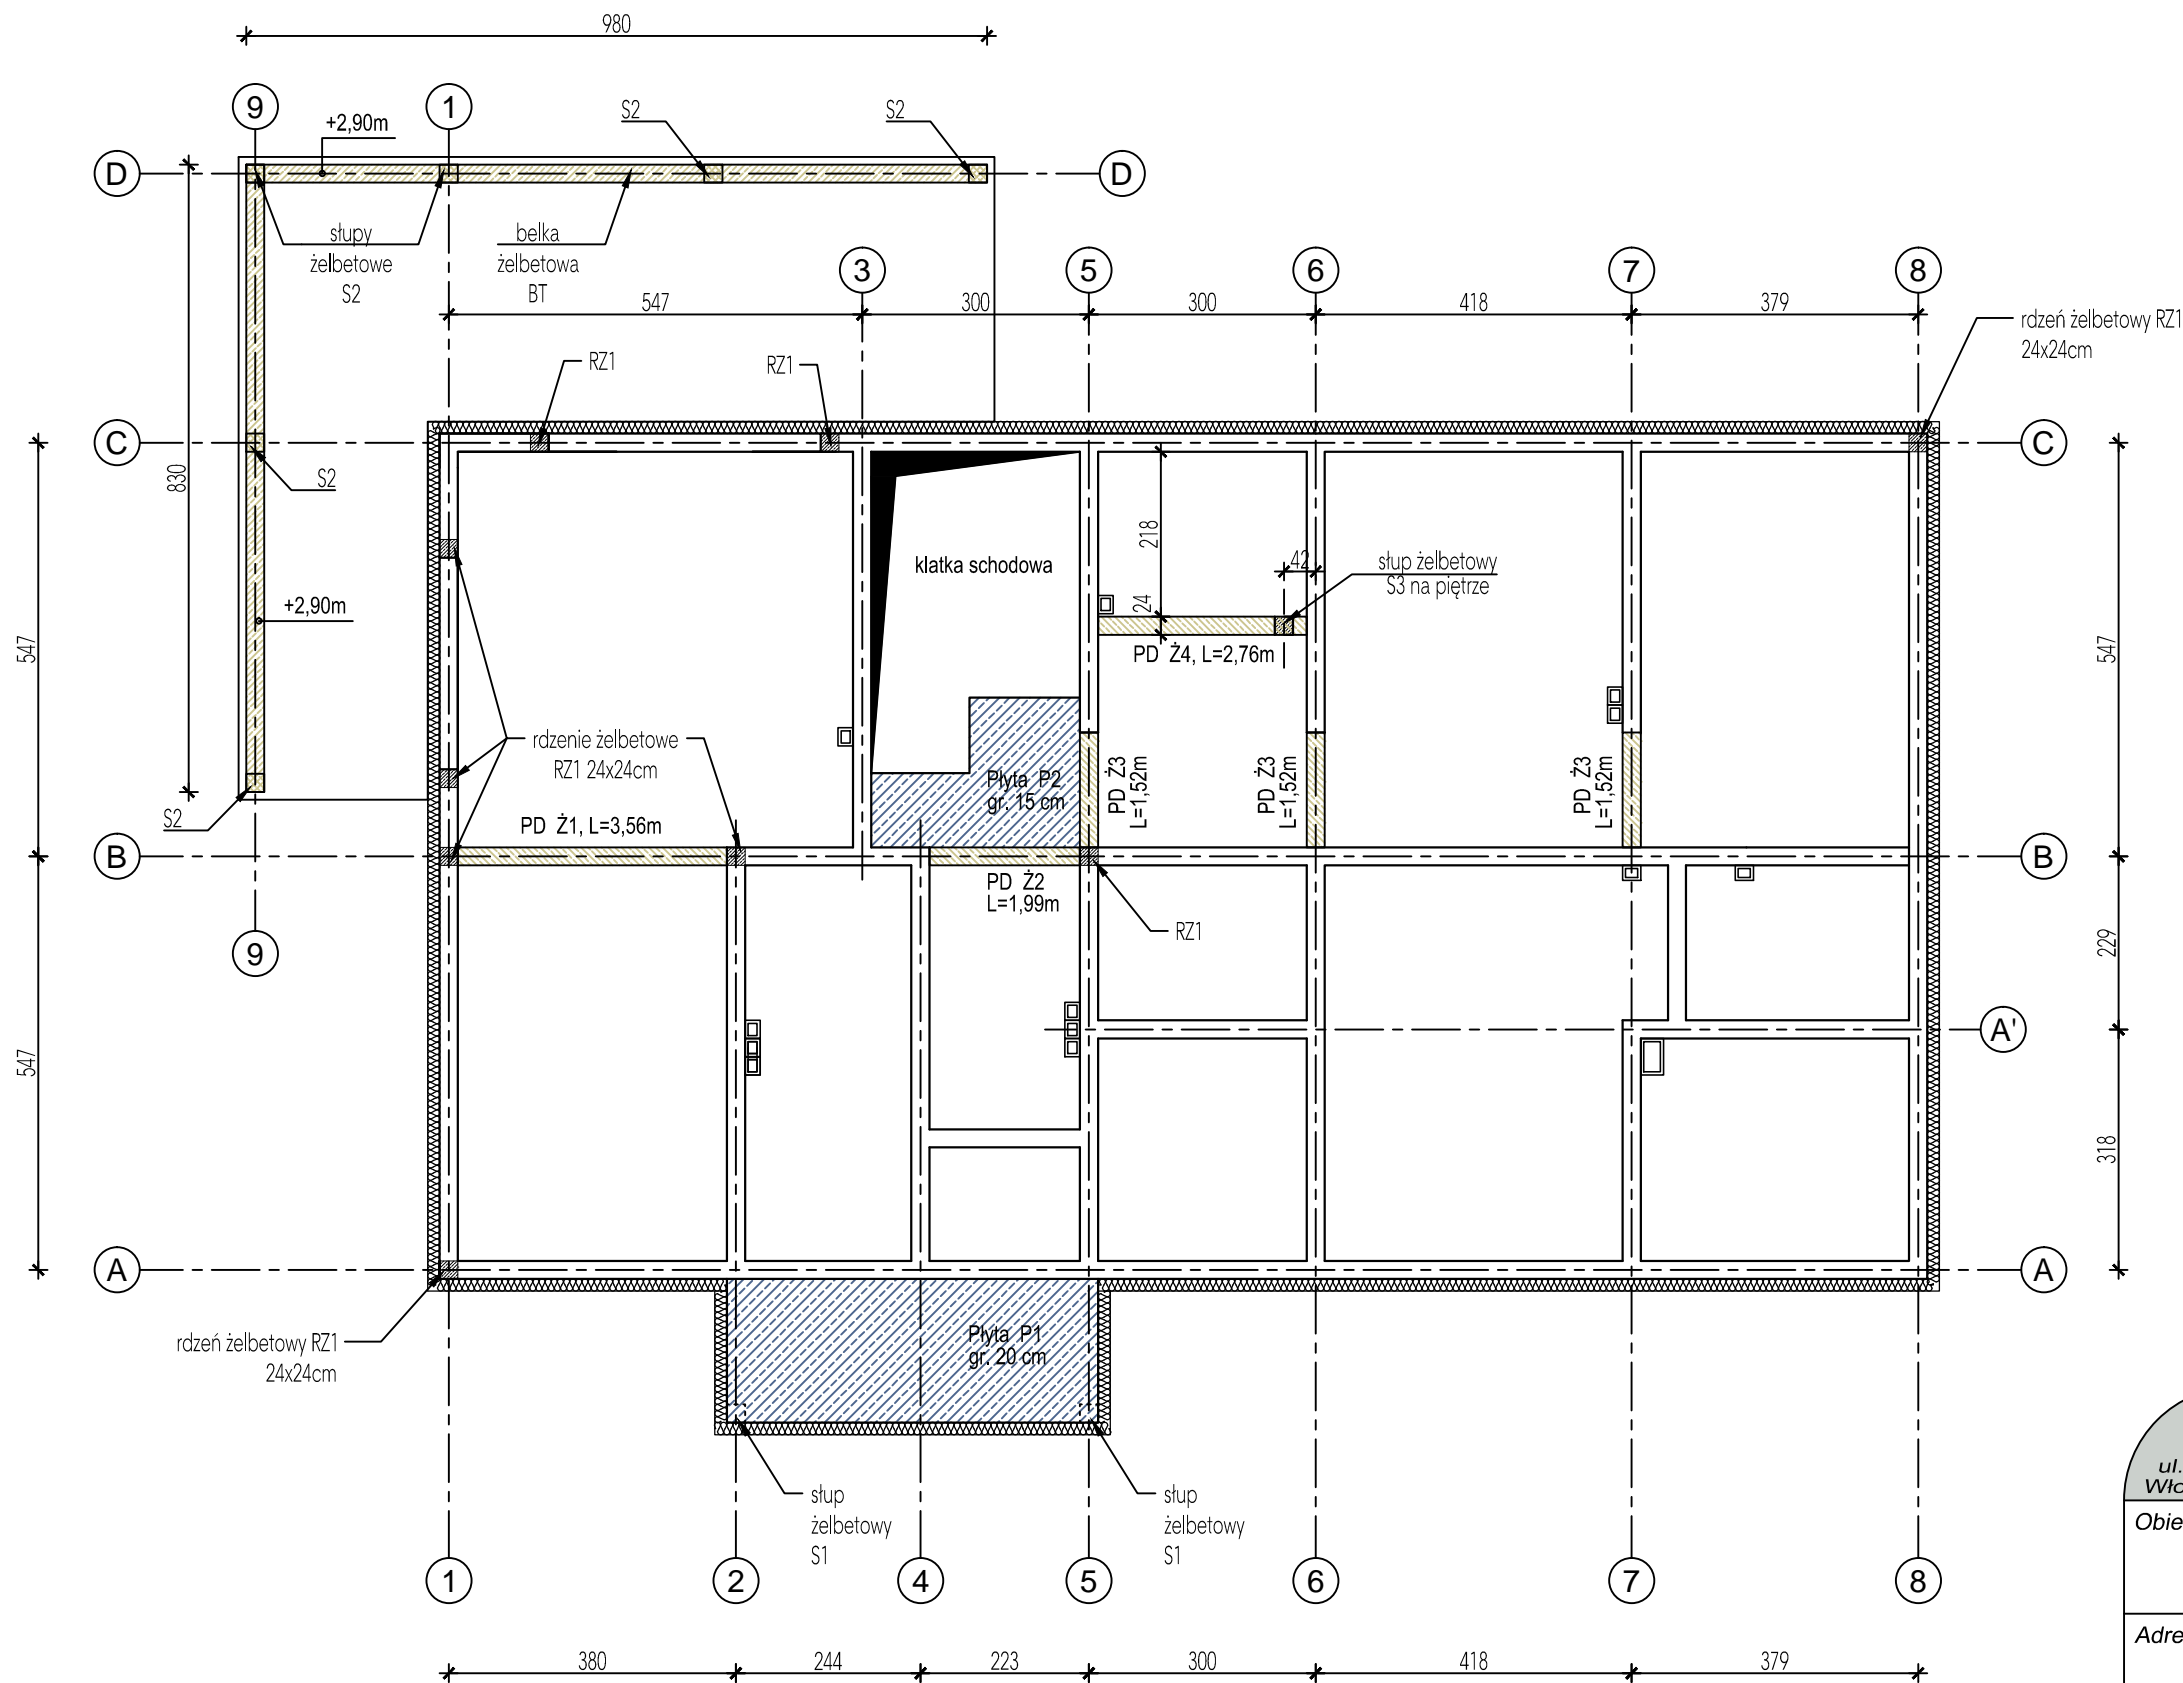 980
9
1
+2,90m
S2
S2
D
D
słupy
żelbetowe
S2
belka
żelbetowa
BT
3
5
6
7
8
547
300
300
418
379
rdzeń żelbetowy RZ1
24x24cm
RZ1
RZ1
C
C
830
S2
547
+2,90m
klatka schodowa
218
24
42
słup żelbetowy
S3 na piętrze
PD Ż4, L=2,76m
547
rdzenie żelbetowe
RZ1 24x24cm
Płyta P2
gr. 15 cm
PD Ż3
L=1,52m
PD Ż3
L=1,52m
PD Ż3
L=1,52m
S2
PD Ż1, L=3,56m
B
B
PD Ż2
L=1,99m
RZ1
9
229
547
A'
318
A
A
rdzeń żelbetowy RZ1
24x24cm
Płyta P1
gr. 20 cm
słup
żelbetowy
S1
słup
żelbetowy
S1
ul.
Obie
1
2
4
5
6
7
8
Adre
380
244
223
300
418
379